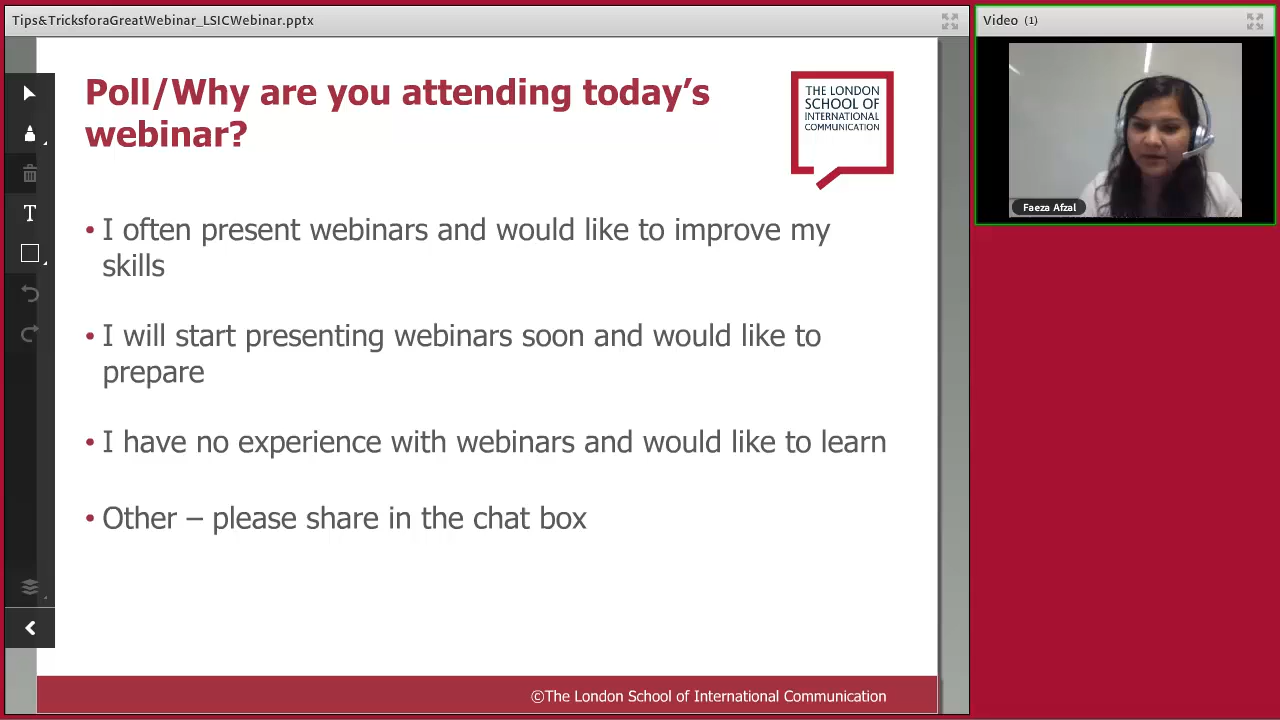 Tips&TricksforaGreatWebinar_LSICWebinar.pptx
Video (1)
Poll/Why are you attending today’s
webinar?
THE LONDON
SCHOOL OF
INTERNATIONAL
COMMUNICATION
Faeza Afzal
• I often present webinars and would like to improve my
skills
• I will start presenting webinars soon and would like to
prepare
• I have no experience with webinars and would like to learn
• Other – please share in the chat box
T
©The London School of International Communication